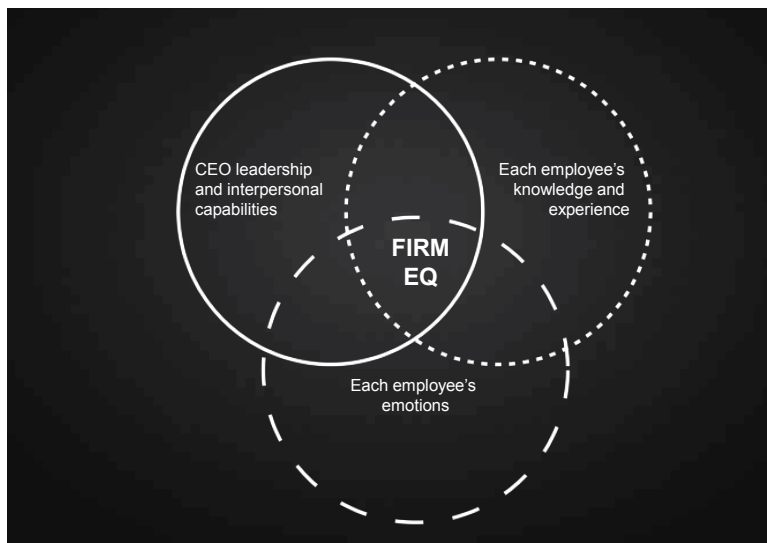 CEO leadership
and interpersonal
capabilities
Each employee’s
knowledge and
experience
FIRM
EQ
Each employee’s
emotions